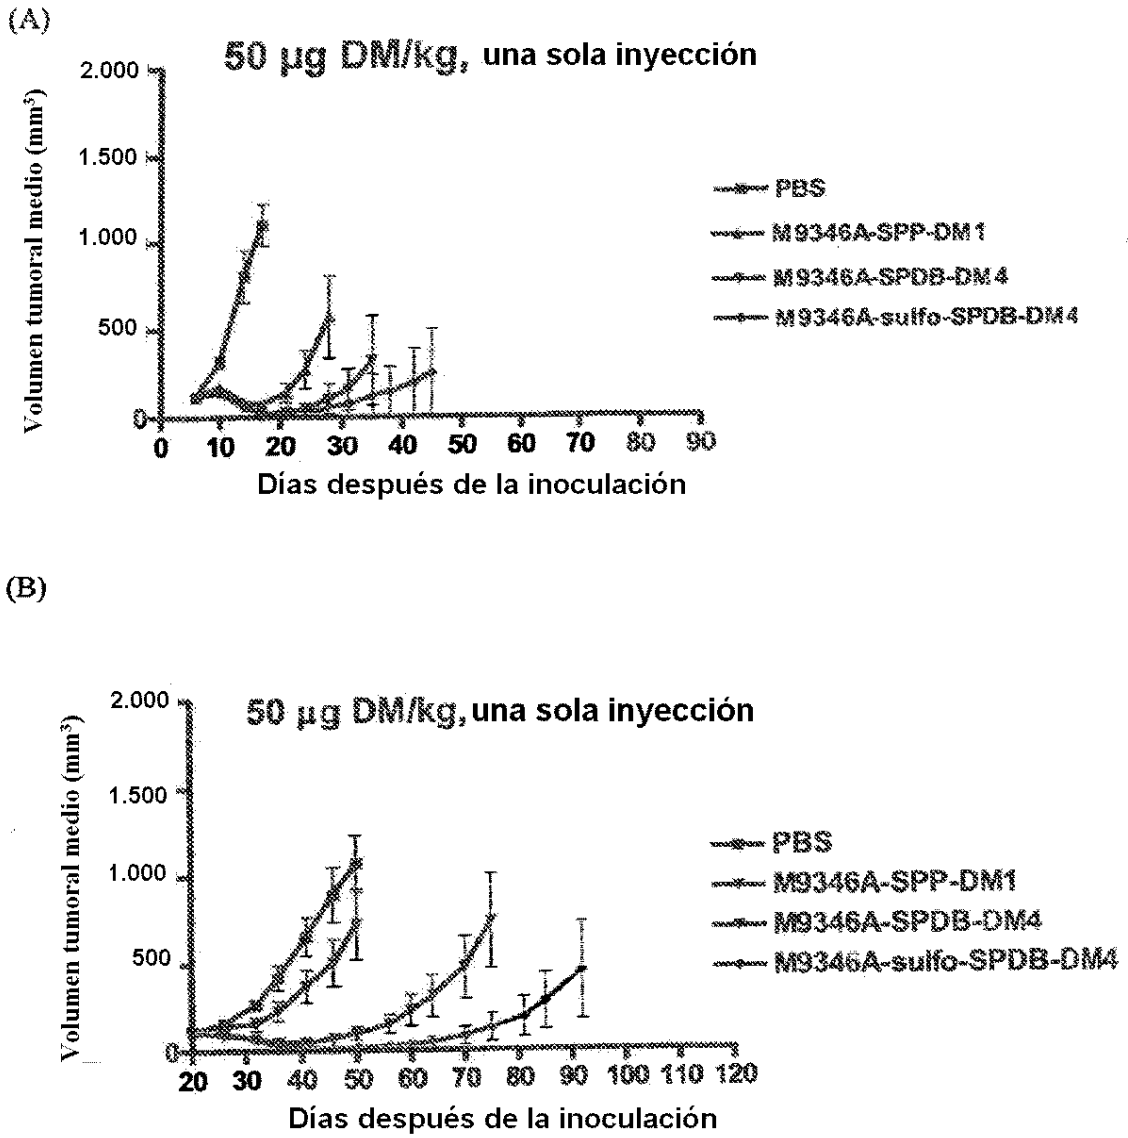 (A)
50 µg DM/kg, una sola inyección
Volumen tumoral medio (mm³)
2.000
1.500
1.000
500
0
0 10 20 30 40 50 60 70 80 90
Días después de la inoculación
PBS
M9346A-SPP-DM1
M9346A-SPDB-DM4
M9346A-sulfo-SPDB-DM4
(B)
50 µg DM/kg, una sola inyección
Volumen tumoral medio (mm³)
2.000
1.500
1.000
500
0
20 30 40 50 60 70 80 90 100 110 120
Días después de la inoculación
PBS
M9346A-SPP-DM1
M9346A-SPDB-DM4
M9346A-sulfo-SPDB-DM4